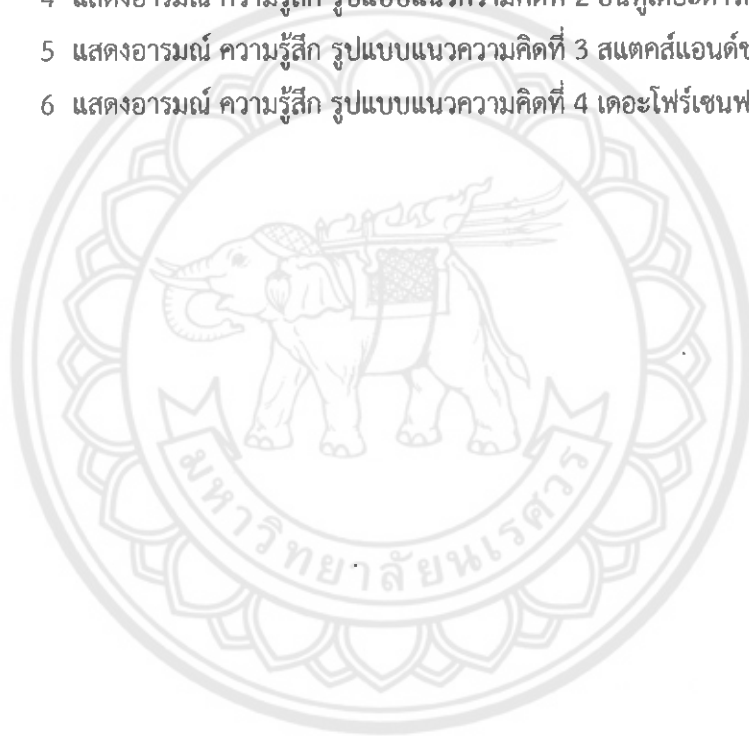 4 แสดงอารมณ์ ความรู้สึก รูปแบบแนวความคิดที่ 2
5 แสดงอารมณ์ ความรู้สึก รูปแบบแนวความคิดที่ 3 สแตคส์แอนด์
6 แสดงอารมณ์ ความรู้สึก รูปแบบแนวความคิดที่ 4 เดอะโฟร์เซน
มหาวิทยาลัยนเรศวร